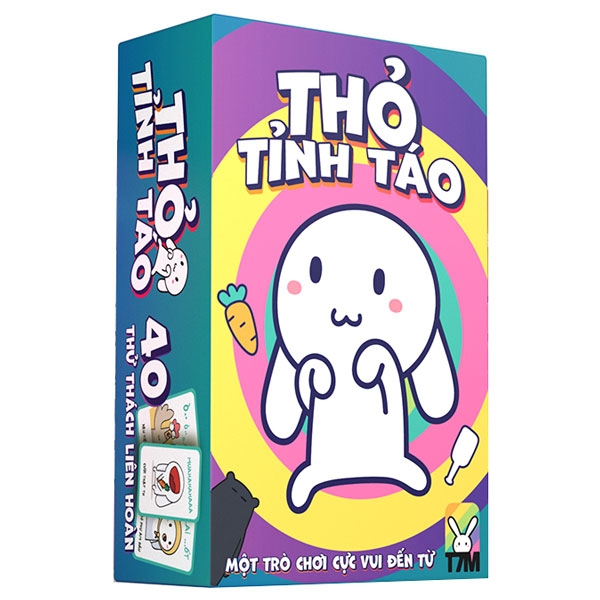 THỎ
TỈNH TÁO
MỘT TRÒ CHƠI CỰC VUI ĐẾN TỪ
T7M
THỎ
TỈNH TÁO
40
THỬ THÁCH LIÊN HOÀN
MUAHAHAHAAA